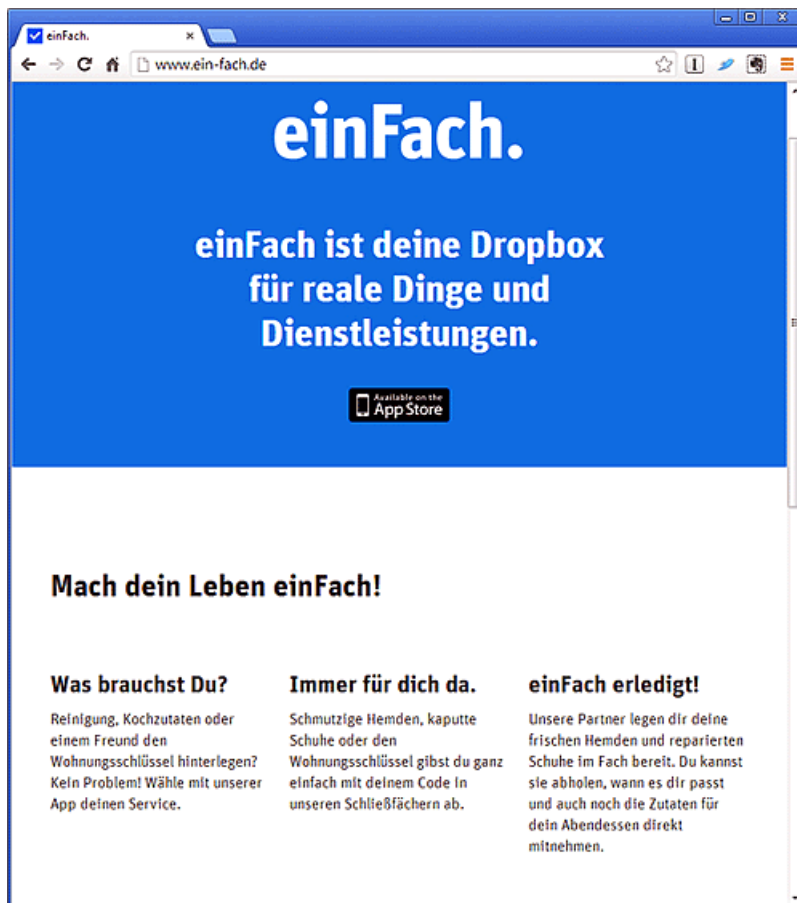 einFach.
www.ein-fach.de
einFach.
einFach ist deine Dropbox
für reale Dinge und
Dienstleistungen.
Available on the
App Store
Mach dein Leben einFach!
Was brauchst Du?
Reinigung, Kochzutaten oder
einem Freund den
Wohnungsschlüssel hinterlegen?
Kein Problem! Wähle mit unserer
App deinen Service.
Immer für dich da.
Schmutzige Hemden, kaputte
Schuhe oder den
Wohnungsschlüssel gibst du ganz
einfach mit deinem Code in
unseren Schließfächern ab.
einFach erledigt!
Unsere Partner legen dir deine
frischen Hemden und reparierten
Schuhe im Fach bereit. Du kannst
sie abholen, wann es dir passt
und auch noch die Zutaten für
dein Abendessen direkt
mitnehmen.